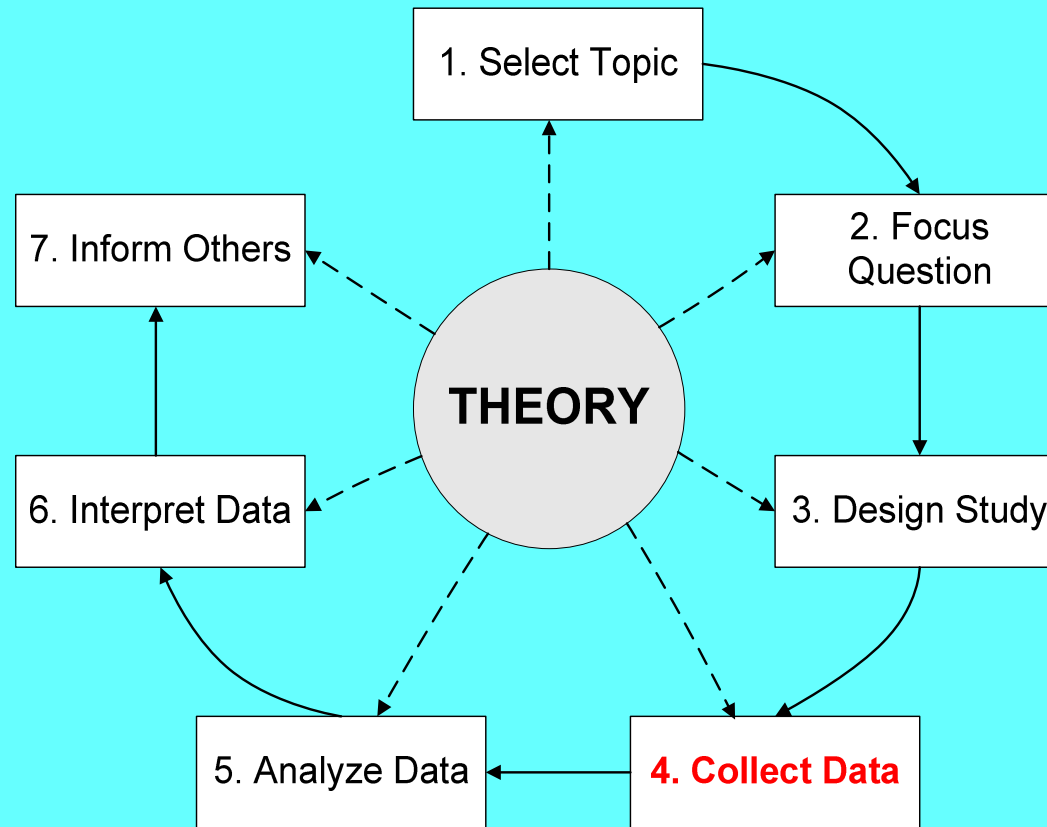 1. Select Topic
2. Focus
Question
3. Design Study
4. Collect Data
5. Analyze Data
6. Interpret Data
7. Inform Others
THEORY